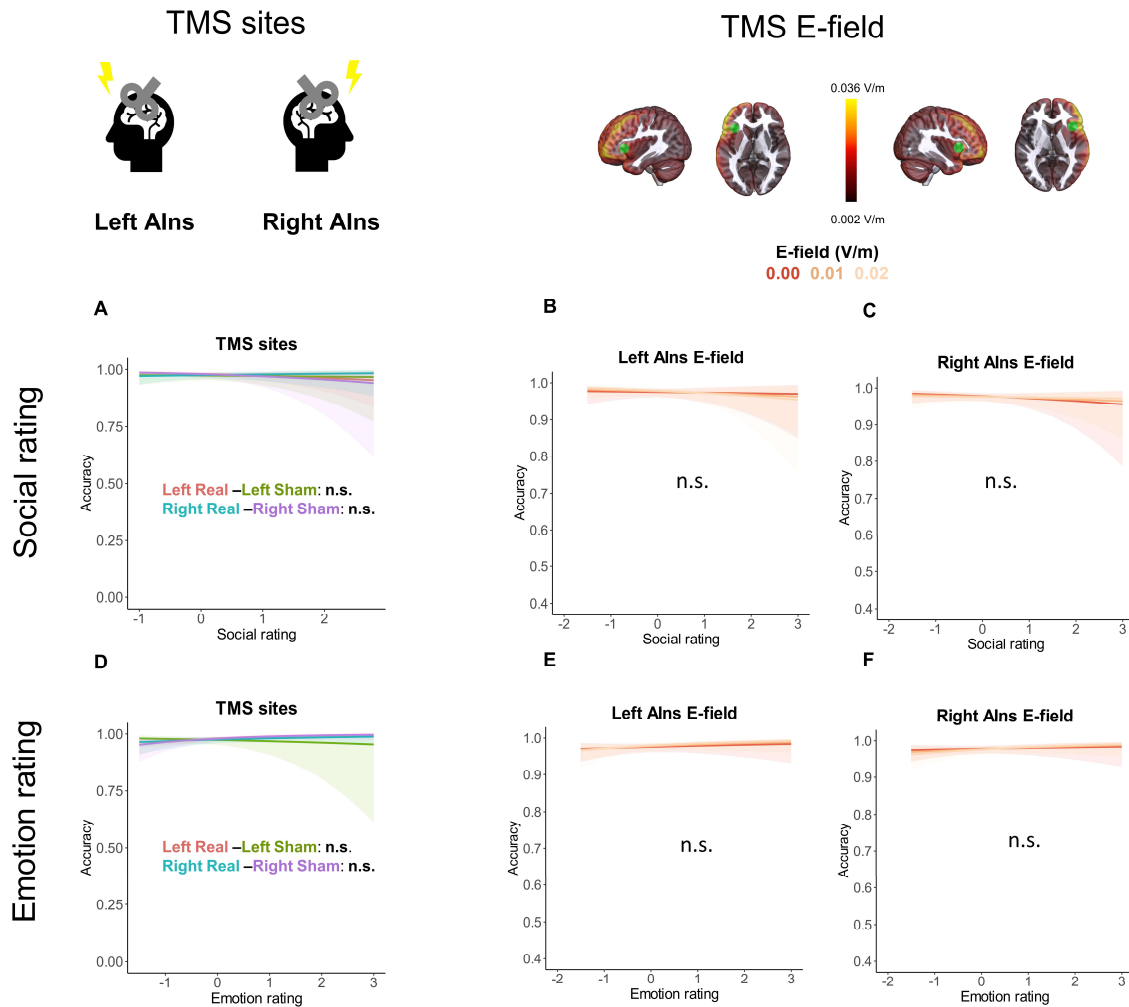 TMS sites
TMS E-field
0.036 V/m
0.002 V/m
Left AIns
Right AIns
E-field (V/m)
0.00 0.01 0.02
Social rating
A
TMS sites
1.00
0.75
0.50
0.25
0.00
Accuracy
Left Real –Left Sham: n.s.
Right Real –Right Sham: n.s.
-1 0 1 2
Social rating
B
Left AIns E-field
1.0
0.9
0.8
0.7
0.6
0.5
0.4
Accuracy
n.s.
-2 -1 0 1 2 3
Social rating
C
Right AIns E-field
1.0
0.9
0.8
0.7
0.6
0.5
0.4
Accuracy
n.s.
-2 -1 0 1 2 3
Social rating
Emotion rating
D
TMS sites
1.00
0.75
0.50
0.25
0.00
Accuracy
Left Real –Left Sham: n.s.
Right Real –Right Sham: n.s.
-1 0 1 2 3
Emotion rating
E
Left AIns E-field
1.0
0.9
0.8
0.7
0.6
0.5
0.4
Accuracy
n.s.
-2 -1 0 1 2 3
Emotion rating
F
Right AIns E-field
1.0
0.9
0.8
0.7
0.6
0.5
0.4
Accuracy
n.s.
-2 -1 0 1 2 3
Emotion rating